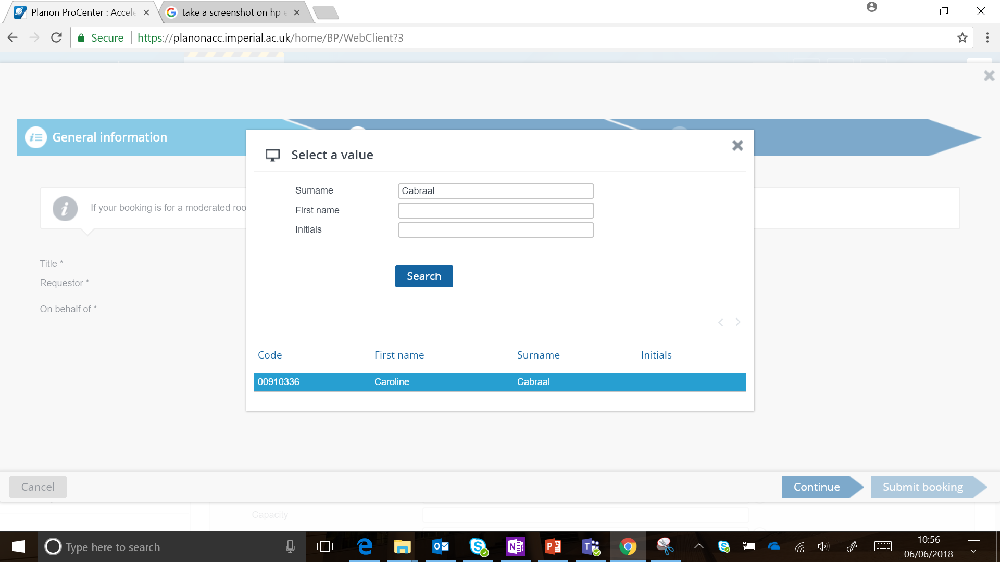 Planon ProCenter : Accele
take a screenshot on hp e
Secure
https://planonacc.imperial.ac.uk/home/BP/WebClient?3
General information
Select a value
Surname
Cabraal
If your booking is for a moderated roo
First name
Initials
Title *
Search
Requestor *
On behalf of *
Code First name Surname Initials
00910336 Caroline Cabraal
Cancel
Continue
Submit booking
Capacity
Type here to search
10:56
06/06/2018